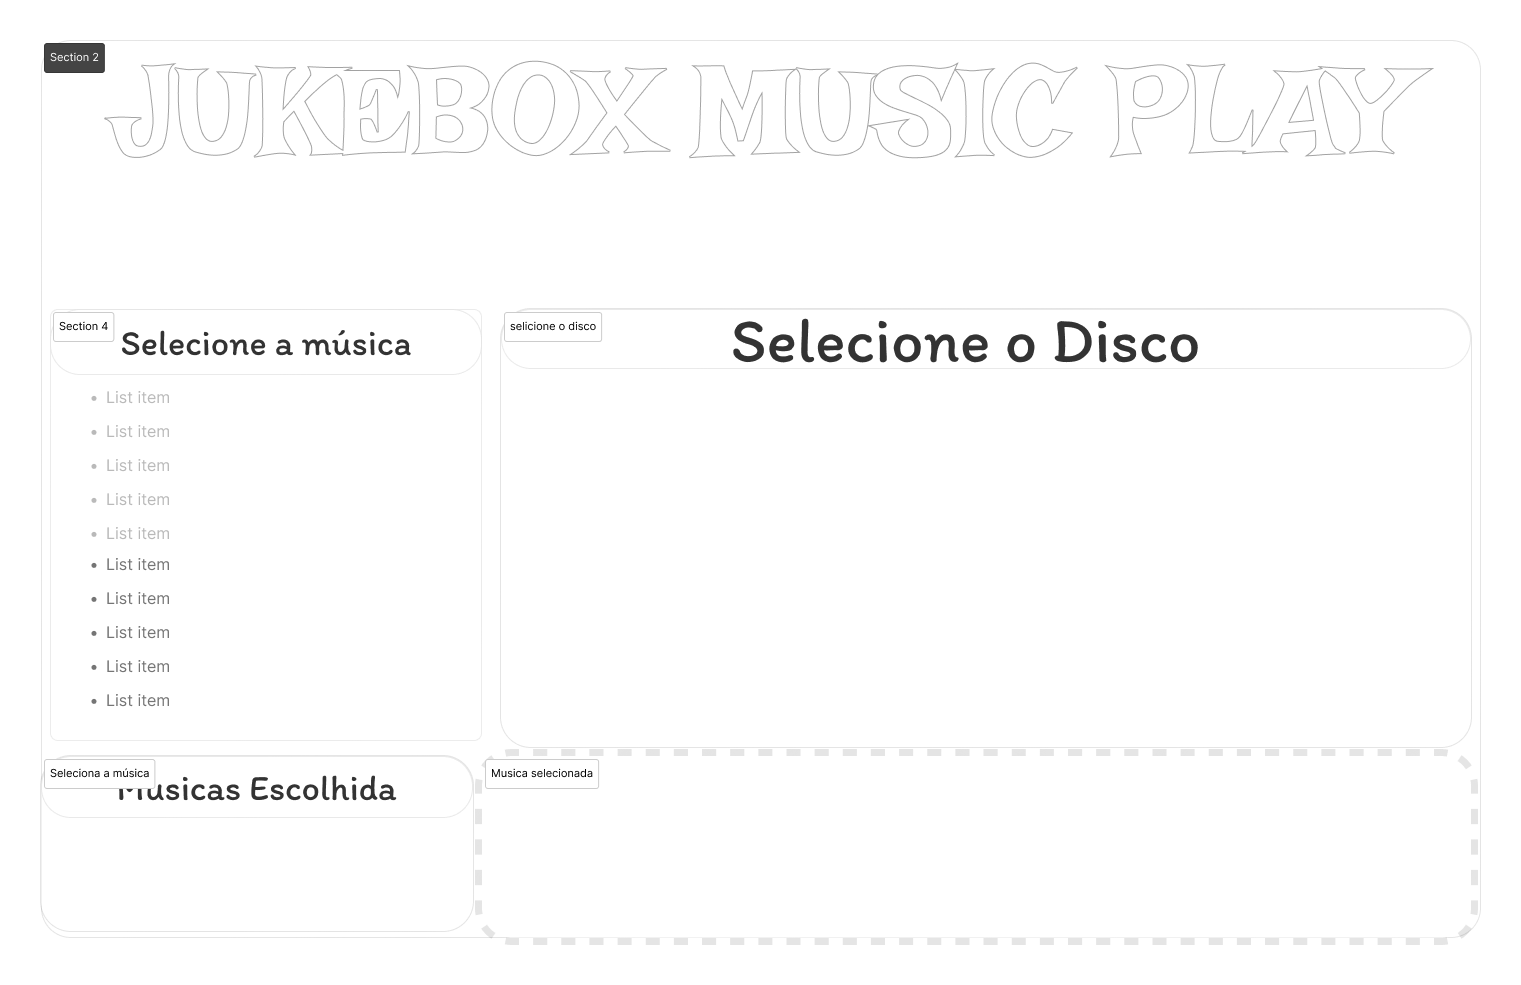 Section 2
JUKEBOX MUSIC PLAY
Section 4
Selecione a música
selicione o disco
Selecione o Disco
• List item
• List item
• List item
• List item
• List item
• List item
• List item
• List item
• List item
• List item
Seleciona a música
Musicas Escolhida
Musica selecionada